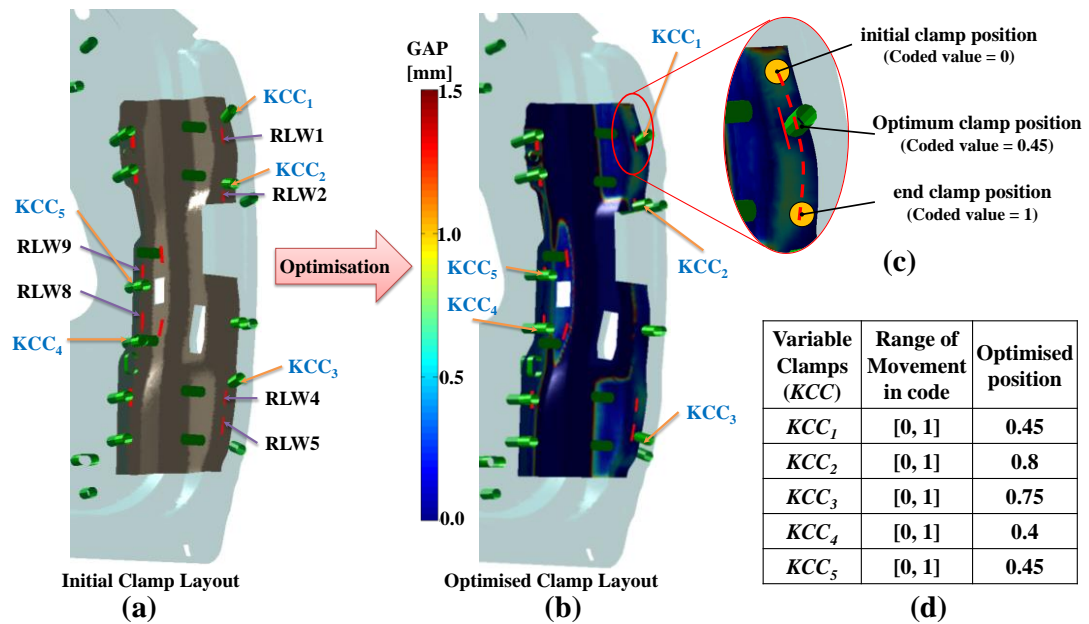 KCC1
RLW1
KCC2
RLW2
KCC5
RLW9
RLW8
KCC4
KCC3
RLW4
RLW5
Initial Clamp Layout
(a)
Optimisation
GAP
[mm]
1.5
1.0
0.5
0.0
KCC1
KCC2
KCC5
KCC4
KCC3
Optimised Clamp Layout
(b)
initial clamp position
(Coded value = 0)
Optimum clamp position
(Coded value = 0.45)
end clamp position
(Coded value = 1)
(c)
Variable Range of Optimised
Clamps Movement position
(KCC) in code
KCC1 [0, 1] 0.45
KCC2 [0, 1] 0.8
KCC3 [0, 1] 0.75
KCC4 [0, 1] 0.4
KCC5 [0, 1] 0.45
(d)